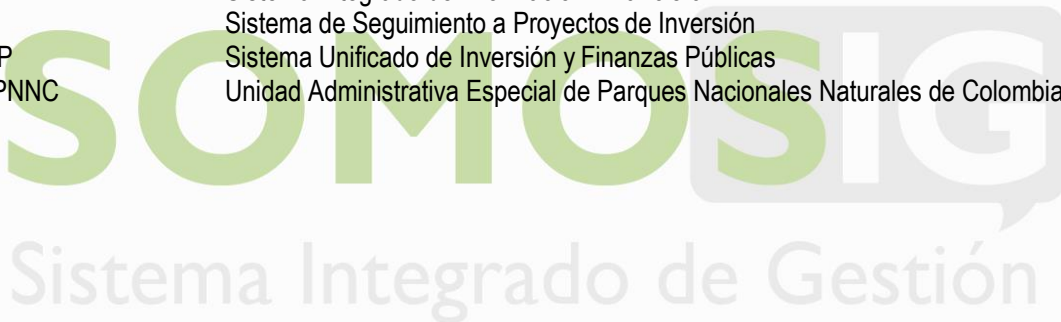 Sistema de Seguimiento a Proyectos de Inversión
P Sistema Unificado de Inversión y Finanzas Públicas
PNNC Unidad Administrativa Especial de Parques Nacionales Naturales de Colombia
SOMOSIG
Sistema Integrado de Gestión